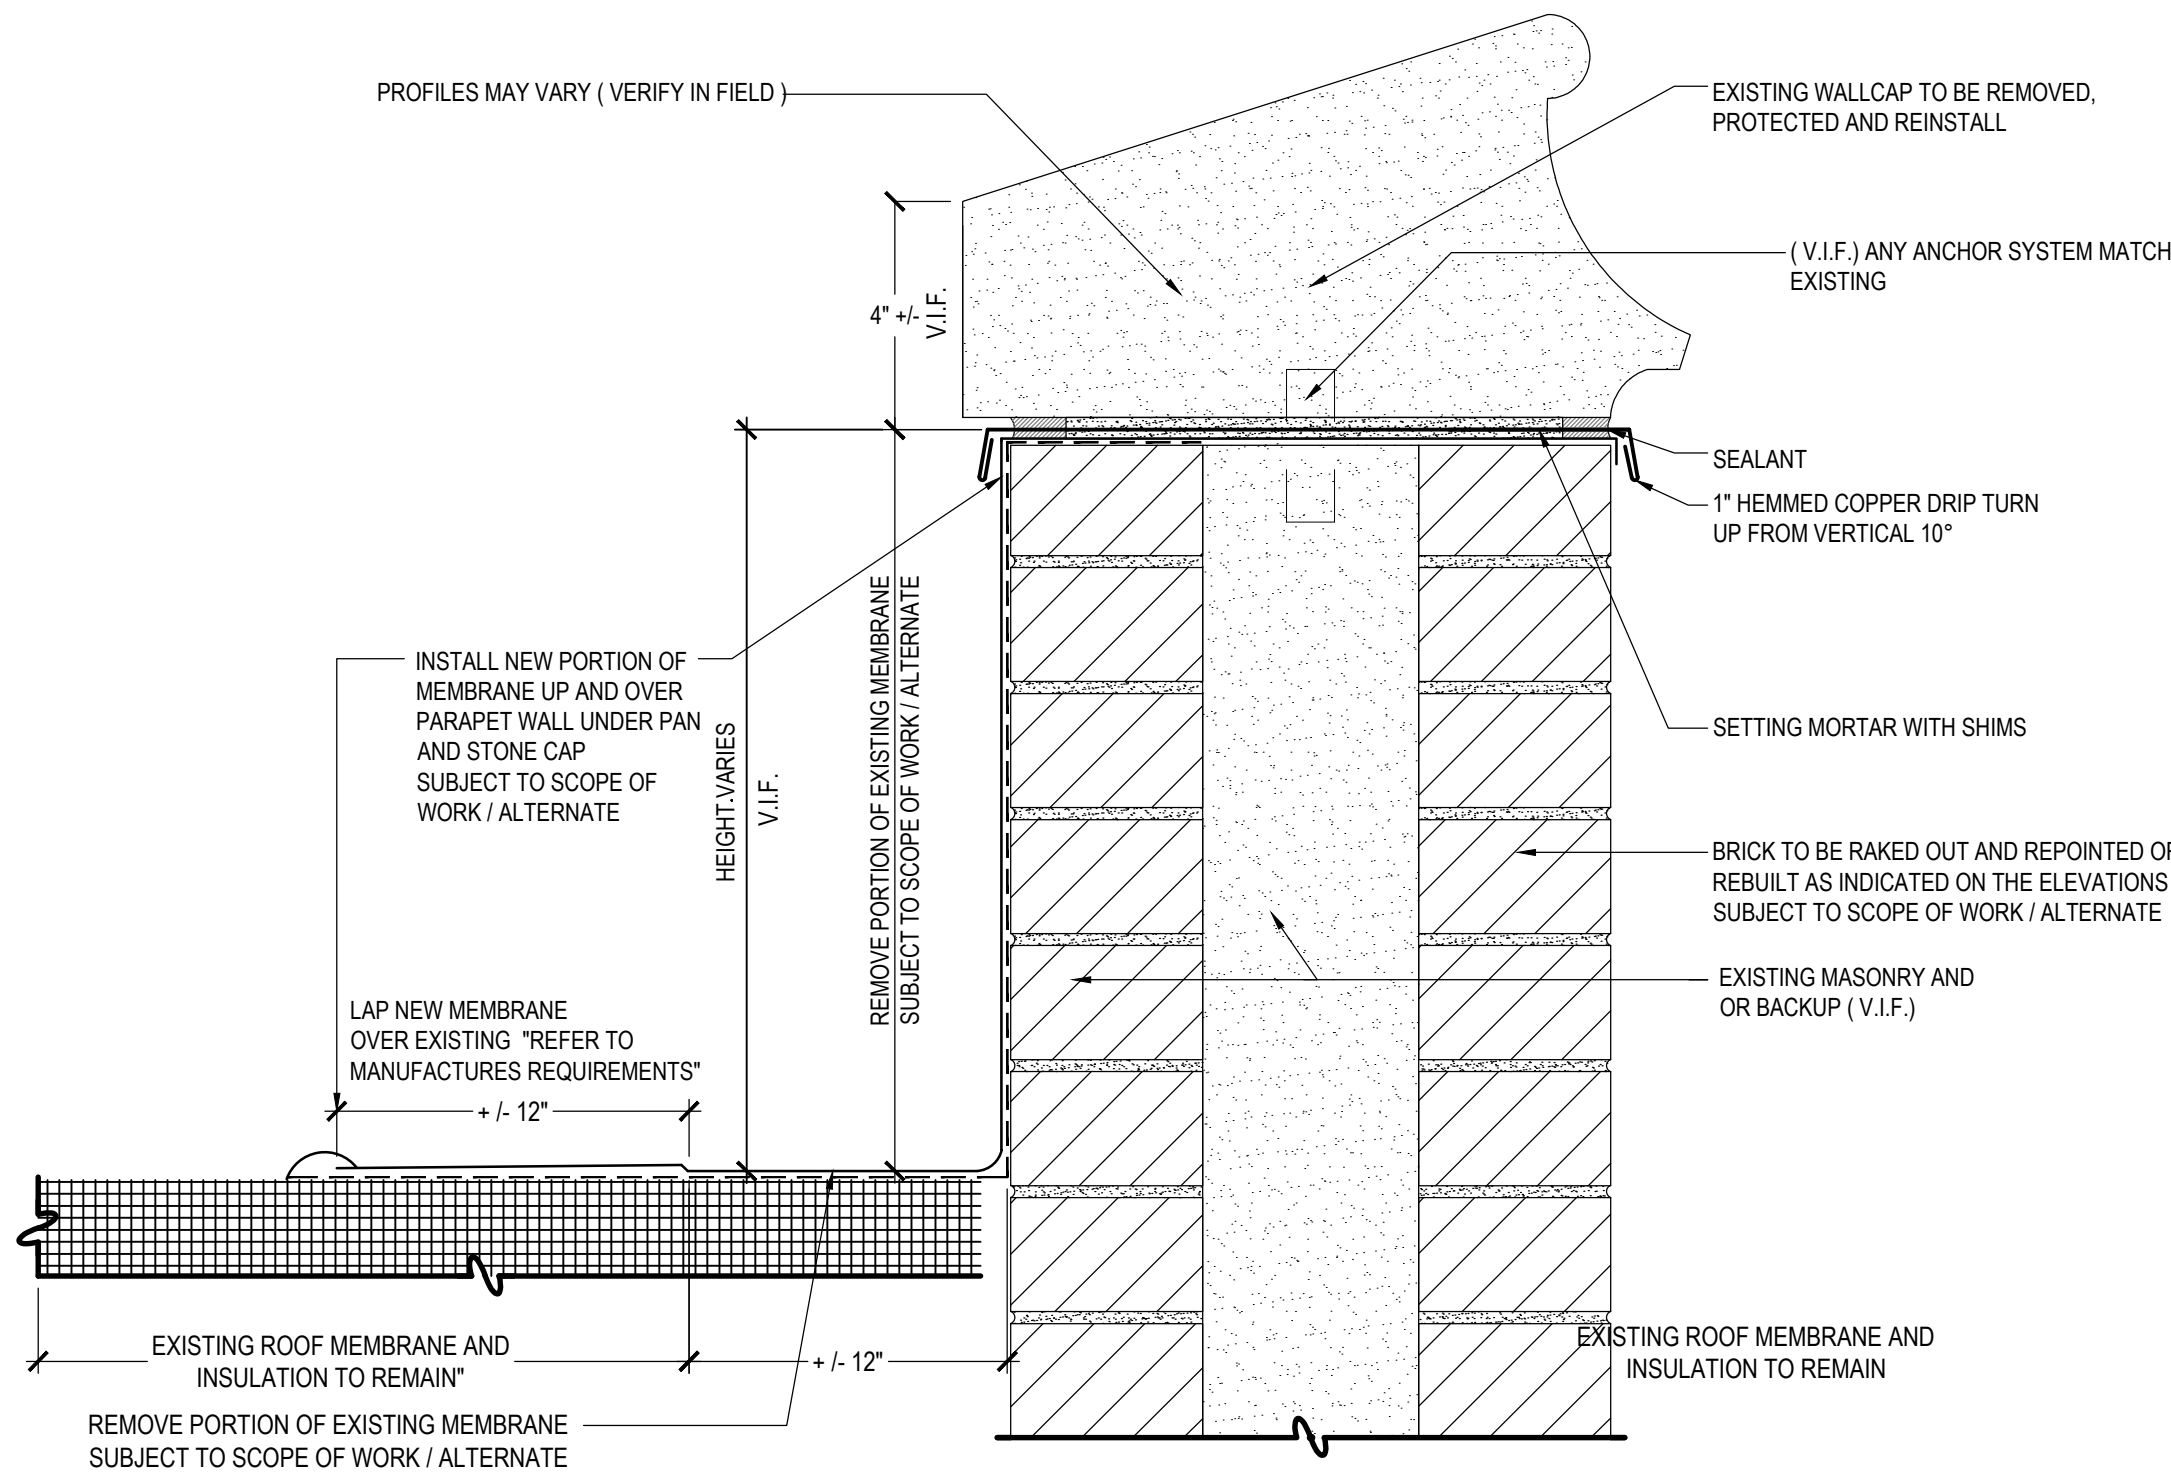 PROFILES MAY VARY ( VERIFY IN FIELD )
EXISTING WALLCAP TO BE REMOVED,
PROTECTED AND REINSTALL
( V.I.F.) ANY ANCHOR SYSTEM MATCH
EXISTING
4" +/-
V.I.F.
SEALANT
1" HEMMED COPPER DRIP TURN
UP FROM VERTICAL 10°
INSTALL NEW PORTION OF
MEMBRANE UP AND OVER
PARAPET WALL UNDER PAN
AND STONE CAP
SUBJECT TO SCOPE OF
WORK / ALTERNATE
HEIGHT VARIES
V.I.F.
REMOVE PORTION OF EXISTING MEMBRANE
SUBJECT TO SCOPE OF WORK / ALTERNATE
SETTING MORTAR WITH SHIMS
BRICK TO BE RAKED OUT AND REPOINTED
REBUILT AS INDICATED ON THE ELEVATIONS
SUBJECT TO SCOPE OF WORK / ALTERNATE
EXISTING MASONRY AND
OR BACKUP ( V.I.F.)
LAP NEW MEMBRANE
OVER EXISTING "REFER TO
MANUFACTURES REQUIREMENTS"
+ /- 12"
EXISTING ROOF MEMBRANE AND
INSULATION TO REMAIN"
+ /- 12"
EXISTING ROOF MEMBRANE AND
INSULATION TO REMAIN
REMOVE PORTION OF EXISTING MEMBRANE
SUBJECT TO SCOPE OF WORK / ALTERNATE